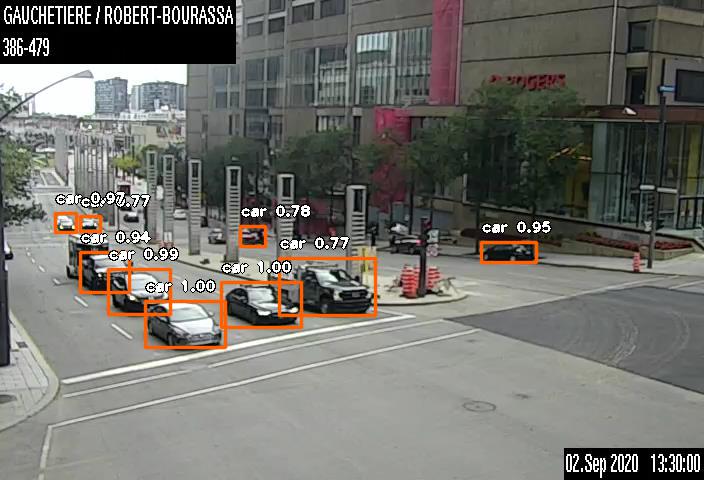 GAUCHETIERE / ROBERT-BOURASSA
386-479
ROGERS
car 0.97
0.77
car 0.78
car 0.95
car 0.94
car 0.77
car 0.99
car 1.00
car 1.00
02.Sep 2020 13:30:00